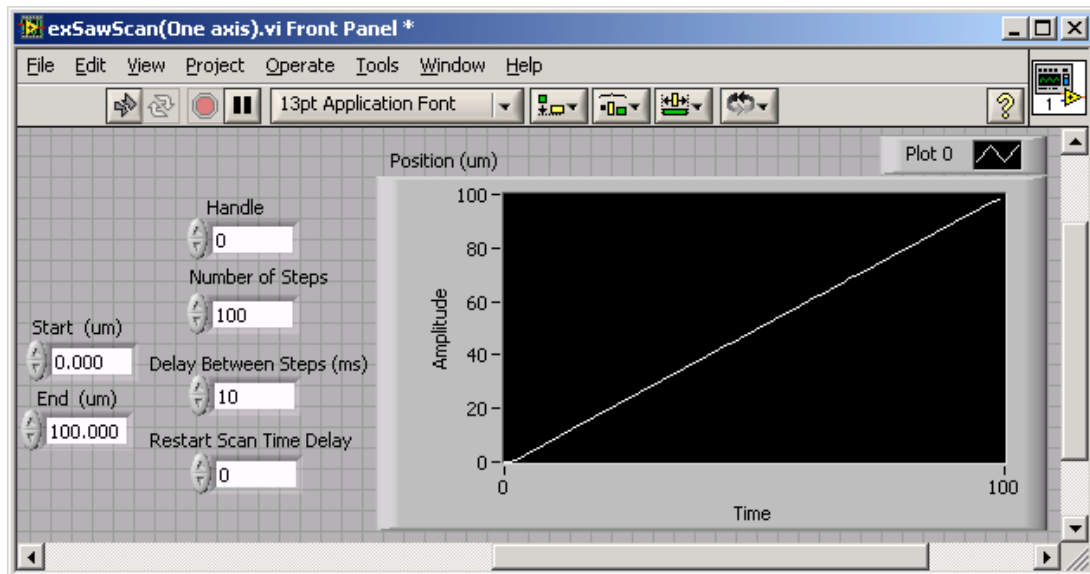 exSawScan(One axis).vi Front Panel *
File Edit View Project Operate Tools Window Help
13pt Application Font
1
Position (um)
Plot 0
Handle
0
Number of Steps
100
Start (um)
0.000
Delay Between Steps (ms)
10
End (um)
100.000
Restart Scan Time Delay
0
Amplitude
100
80
60
40
20
0
0
100
Time